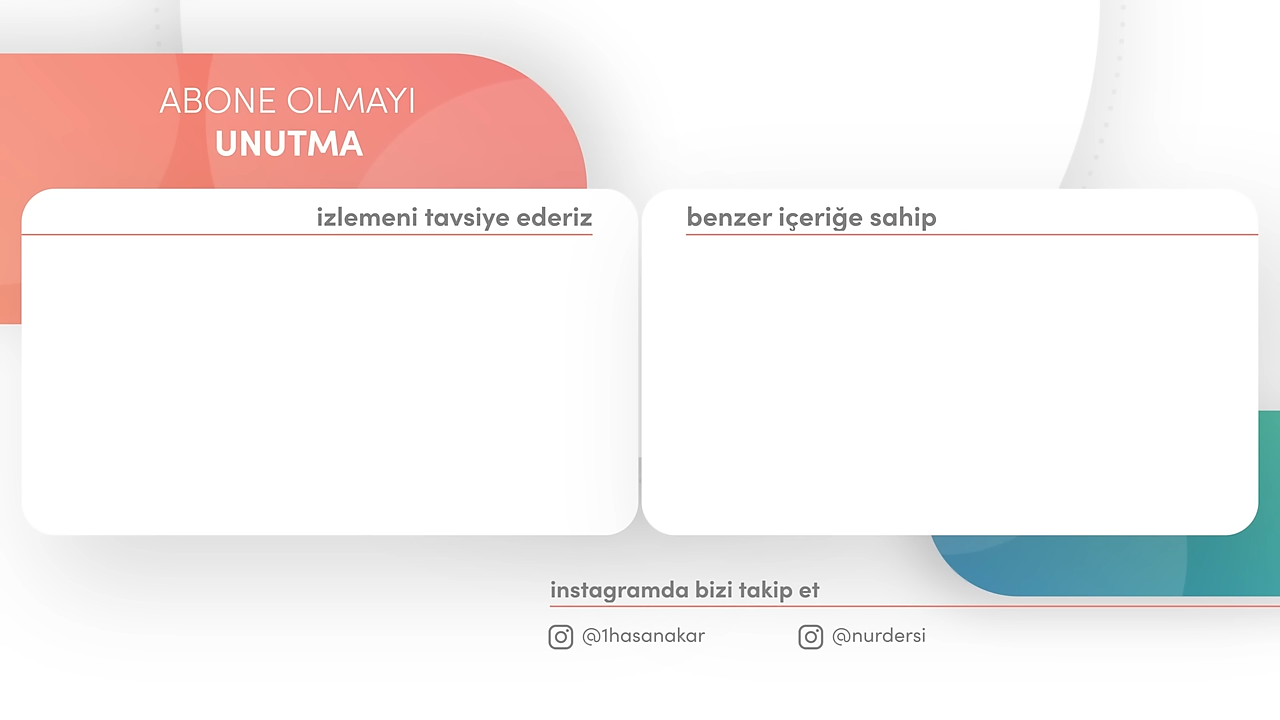 ABONE OLMAYI
UNUTMA
izlemeni tavsiye ederiz
benzer içeriğe sahip
instagramda bizi takip et
@1hasanakar
@nurdersi